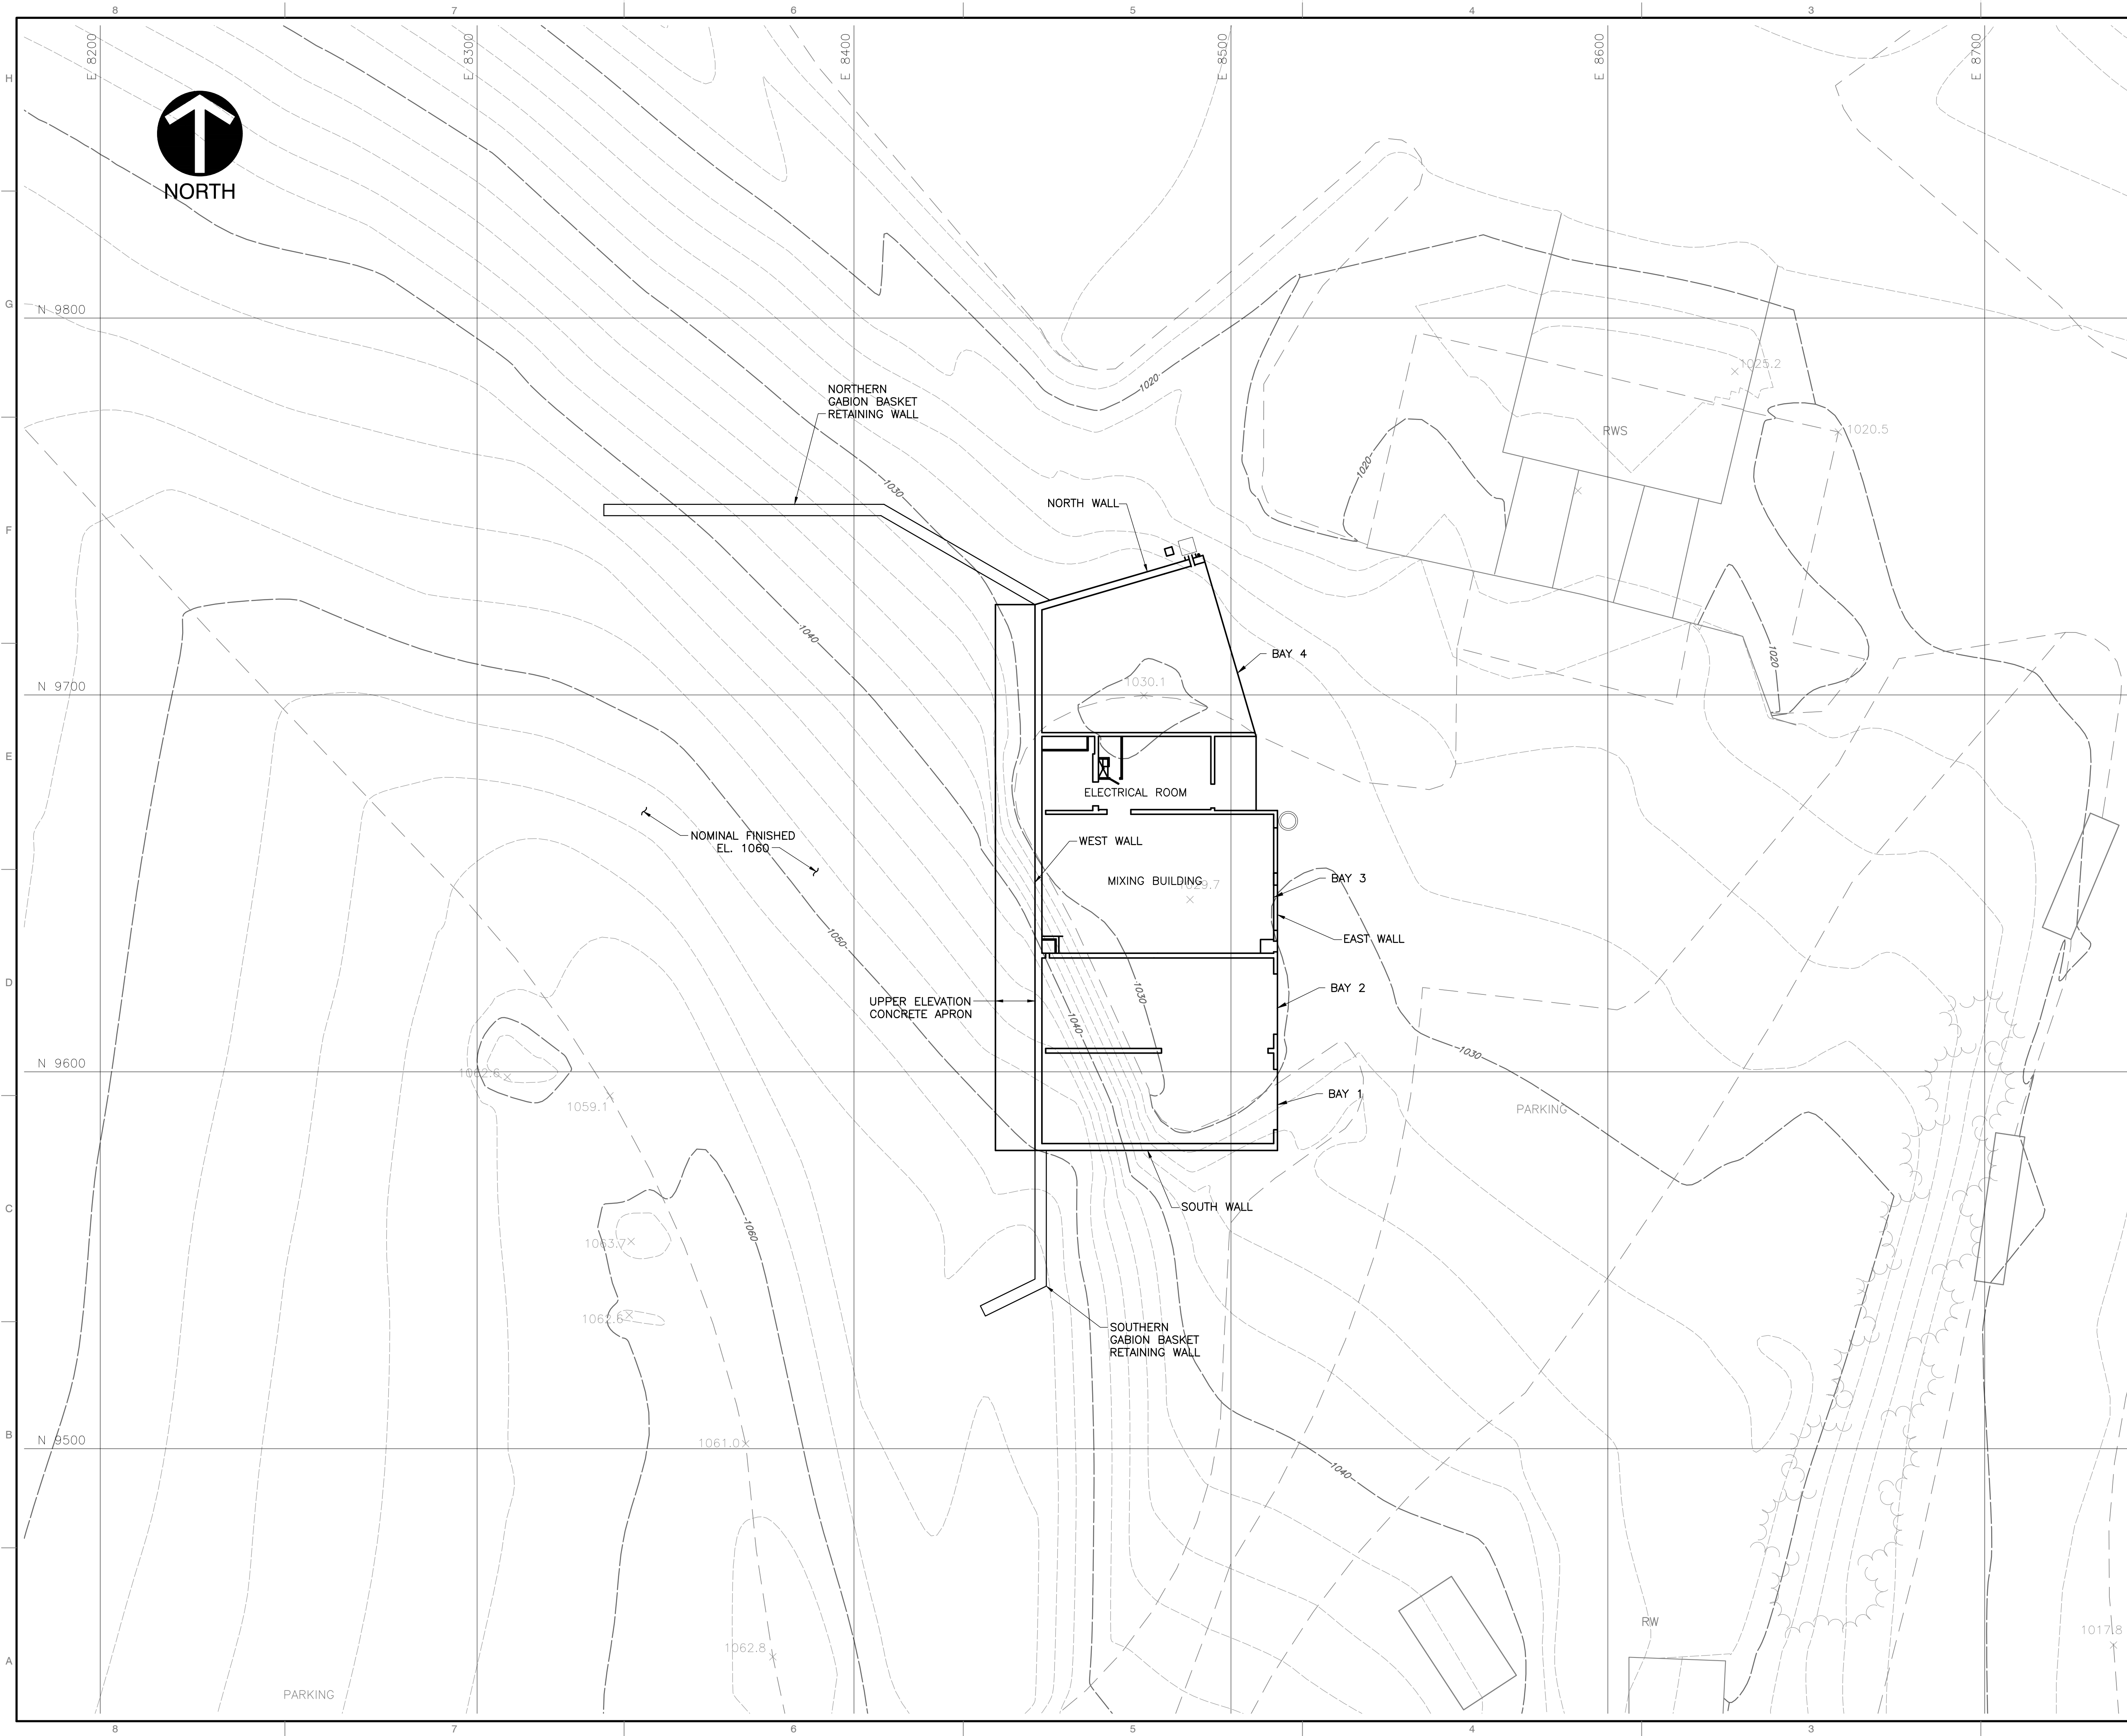 8 7 6 5 4 3
E 8200 E 8300 E 8400 E 8500 E 8600 E 8700
H
NORTH
G
N 9800
1025.2
1020
NORTHERN
GABION BASKET
RETAINING WALL
RWS
1020.5
1020
1030
NORTH WALL
F
1040
BAY 4
1020
1030.1
N 9700
E
ELECTRICAL ROOM
NOMINAL FINISHED
EL. 1060
WEST WALL
MIXING BUILDING
1029.7
BAY 3
EAST WALL
1050
D
BAY 2
1030
UPPER ELEVATION
CONCRETE APRON
1040
1030
N 9600
1062.6
1059.1
BAY 1
PARKING
C
SOUTH WALL
1060
1063.7
1062.6
SOUTHERN
GABION BASKET
RETAINING WALL
B
N 9500
1061.0
1040
RW
1017.8
1062.8
A
PARKING
8 7 6 5 4 3